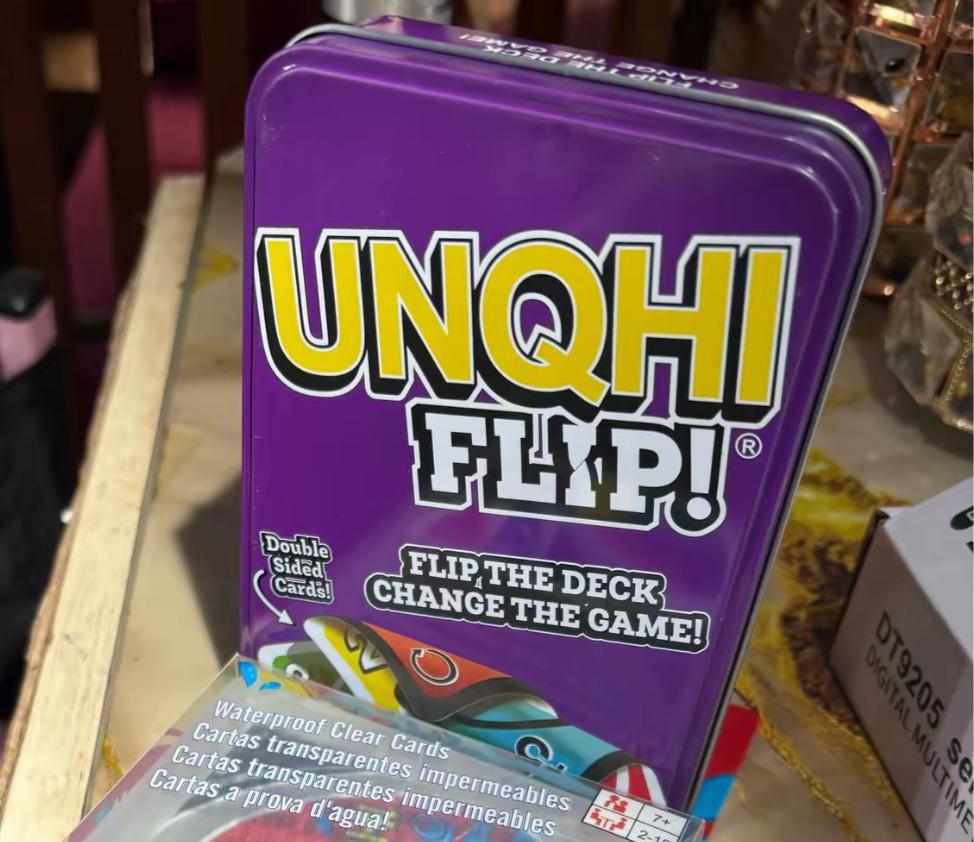 FLIP THE DECK
CHANGE THE GAME!
UNQHI
FLIP!®
Double
Sided
Cards!
FLIP THE DECK
CHANGE THE GAME!
Waterproof Clear Cards
Cartas transparentes impermeables
Cartas transparentes impermeables
Cartas a prova d'agua!
7+
DT9205
DIGITAL MULTIME